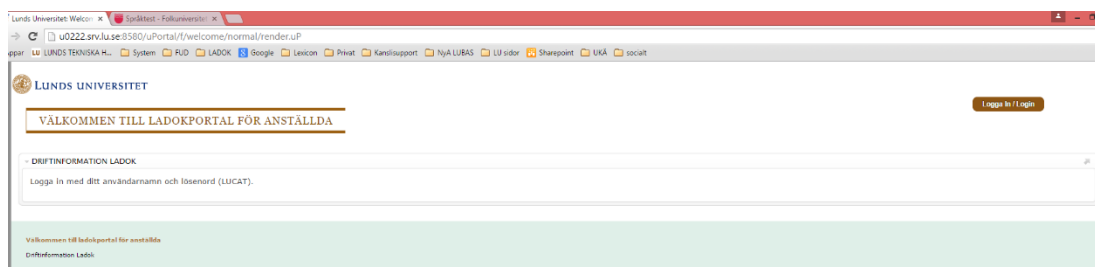 Lunds Universitet: Welcom
Språktest - Folkuniversitet
u0222.srv.lu.se:8580/uPortal/f/welcome/normal/render.uP
LU LUNDS TEKNISKA H... System FUD LADOK Google Lexicon Privat Kanslisupport NyA LUBAS LU sidor Sharepoint UKÄ socialt
LUNDS UNIVERSITET
Logga in / Login
VÄLKOMMEN TILL LADOKPORTAL FÖR ANSTÄLLDA
DRIFTINFORMATION LADOK
Logga in med ditt användarnamn och lösenord (LUCAT).
Välkommen till ladokportal för anställda
Driftinformation Ladok